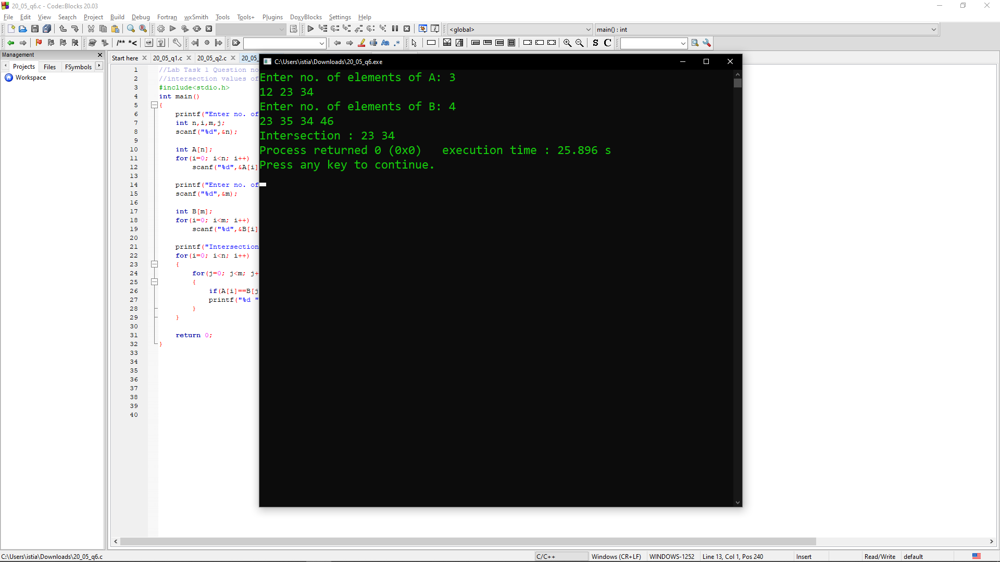 20_05_q6.c - Code::Blocks 20.03
File Edit View Search Project Build Debug Fortran wxSmith Tools Tools+ Plugins DoxyBlocks Settings Help
<global> main() : int
/** *< Aa .* S C
Management
Projects Files FSymbols
Workspace
Start here 20_05_q1.c 20_05_q2.c 20_05_
1 //Lab Task 1 Question no
2 //intersection values of
3 #include<stdio.h>
4 int main()
5 {
6 printf("Enter no. of
7 int n,i,m,j;
8 scanf("%d",&n);
9
10 int A[n];
11 for(i=0; i<n; i++)
12 scanf("%d",&A[i]
13
14 printf("Enter no. of
15 scanf("%d",&m);
16
17 int B[m];
18 for(i=0; i<m; i++)
19 scanf("%d",&B[i]
20
21 printf("Intersection
22 for(i=0; i<n; i++)
23 {
24 for(j=0; j<m; j+
25 {
26 if(A[i]==B[j
27 printf("%d "
28 }
29 }
30
31 return 0;
32 }
33
34
35
36
37
38
39
40
C:\Users\istia\Downloads\20_05_q6.exe
Enter no. of elements of A: 3
12 23 34
Enter no. of elements of B: 4
23 35 34 46
Intersection : 23 34
Process returned 0 (0x0)   execution time : 25.896 s
Press any key to continue.
C:\Users\istia\Downloads\20_05_q6.c C/C++ Windows (CR+LF) WINDOWS-1252 Line 13, Col 1, Pos 240 Insert Read/Write default